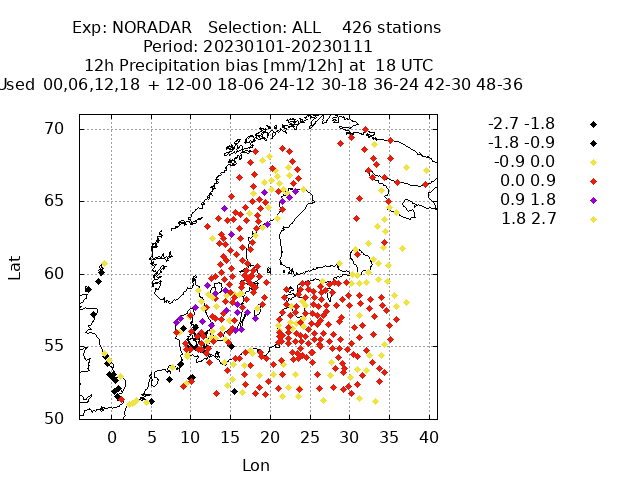 Exp: NORADAR Selection: ALL 426 stations
Period: 20230101-20230111
12h Precipitation bias [mm/12h] at 18 UTC
Used 00,06,12,18 + 12-00 18-06 24-12 30-18 36-24 42-30 48-36
-2.7 -1.8
-1.8 -0.9
-0.9 0.0
0.0 0.9
0.9 1.8
1.8 2.7
70
65
60
55
50
Lat
0 5 10 15 20 25 30 35 40
Lon